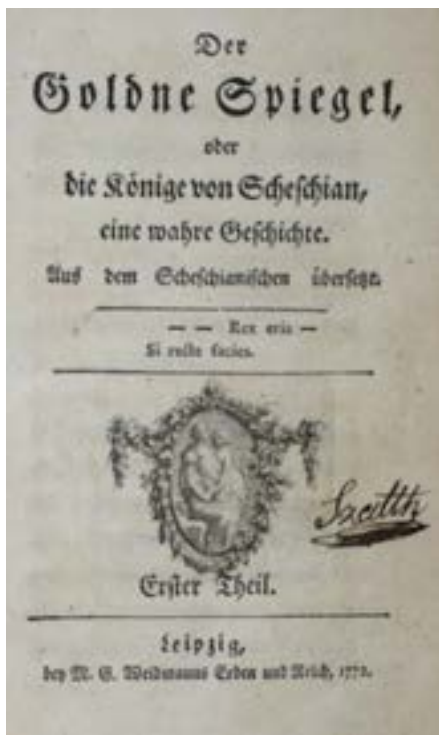 Der
Goldne Spiegel,
oder
die Könige von Scheschian,
eine wahre Geschichte.
Aus dem Scheschianischen übersetzt.
— — Rex eris —
Si recte facies.
Erster Theil.
Leipzig,
bey M. G. Weidmanns Erben und Reich, 1772.